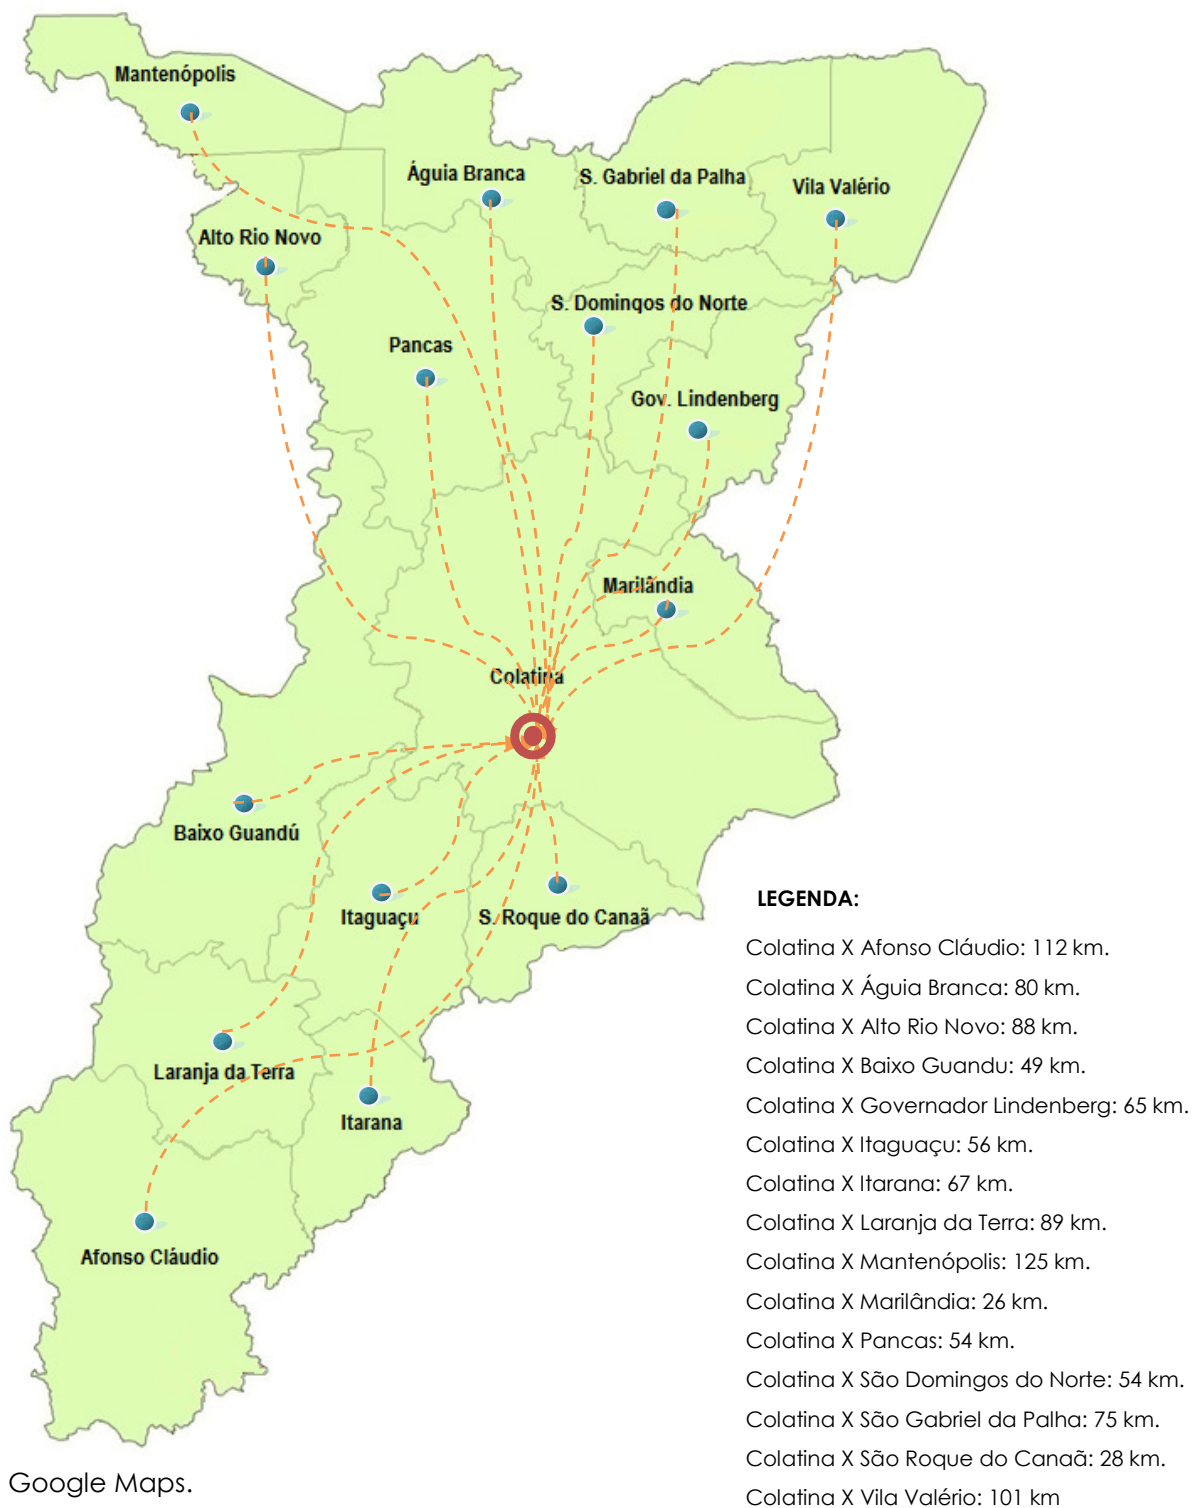 Mantenópolis
Águia Branca
S. Gabriel da Palha
Vila Valério
Alto Rio Novo
S. Domingos do Norte
Pancas
Gov. Lindenberg
Marilândia
Colatina
Baixo Guandú
Itaguaçu
S. Roque do Canaã
Laranja da Terra
Itarana
Afonso Cláudio
LEGENDA:
Colatina X Afonso Cláudio: 112 km.
Colatina X Águia Branca: 80 km.
Colatina X Alto Rio Novo: 88 km.
Colatina X Baixo Guandu: 49 km.
Colatina X Governador Lindenberg: 65 km.
Colatina X Itaguaçu: 56 km.
Colatina X Itarana: 67 km.
Colatina X Laranja da Terra: 89 km.
Colatina X Mantenópolis: 125 km.
Colatina X Marilândia: 26 km.
Colatina X Pancas: 54 km.
Colatina X São Domingos do Norte: 54 km.
Colatina X São Gabriel da Palha: 75 km.
Colatina X São Roque do Canaã: 28 km.
Colatina X Vila Valério: 101 km
Google Maps.